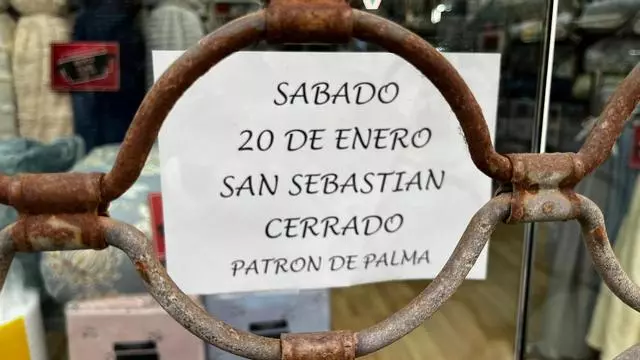 SABADO
20 DE ENERO
SAN SEBASTIAN
CERRADO
PATRON DE PALMA